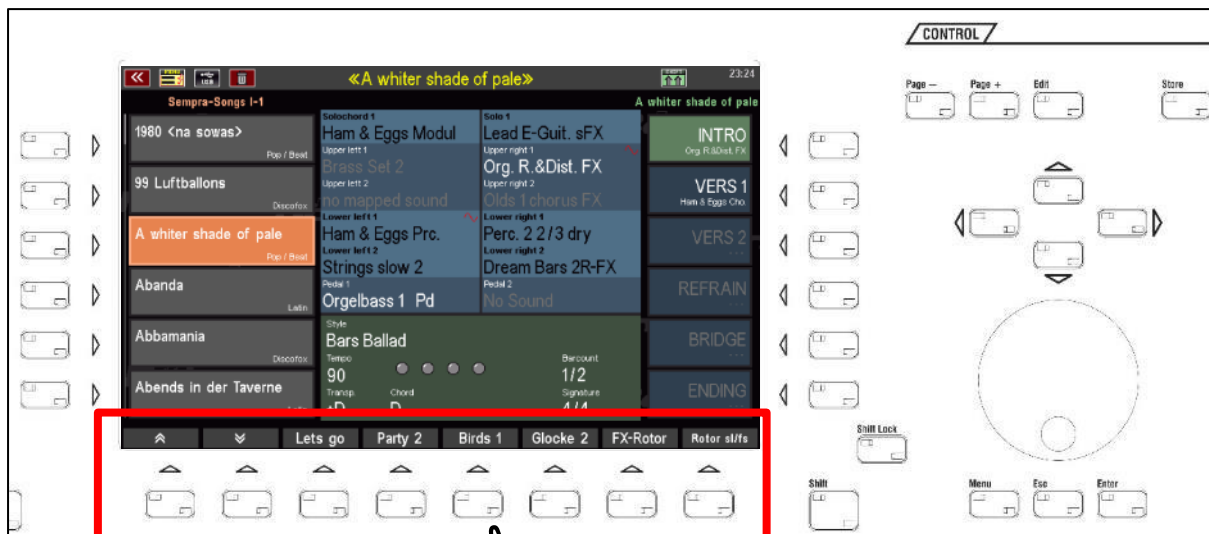 CONTROL
«A whiter shade of pale»
23:24
Page – Page + Edit Store
Sempra-Songs I-1
A whiter shade of pale
1980 <na sowas>
Pop / Beat
99 Luftballons
Discofox
A whiter shade of pale
Pop / Beat
Abanda
Latin
Abbamania
Discofox
Abends in der Taverne
Solochord 1
Ham & Eggs Modul
Solo 1
Lead E-Guit. sFX
Upper left 1
Brass Set 2
Upper right 1
Org. R.&Dist. FX
Upper left 2
no mapped sound
Upper right 2
Olds 1 chorus FX
Lower left 1
Ham & Eggs Prc.
Lower right 1
Perc. 2 2/3 dry
Lower left 2
Strings slow 2
Lower right 2
Dream Bars 2R-FX
Pedal 1
Orgelbass 1 Pd
Pedal 2
No Sound
Style
Bars Ballad
Tempo
90
Barcount
1/2
Transp. Chord
Signature
4/4
INTRO
Org. R.&Dist. FX
VERS 1
Ham & Eggs Cho.
VERS 2
REFRAIN
BRIDGE
ENDING
Lets go Party 2 Birds 1 Glocke 2 FX-Rotor Rotor sl/fs
Shift Lock
Shift
Menu Esc Enter